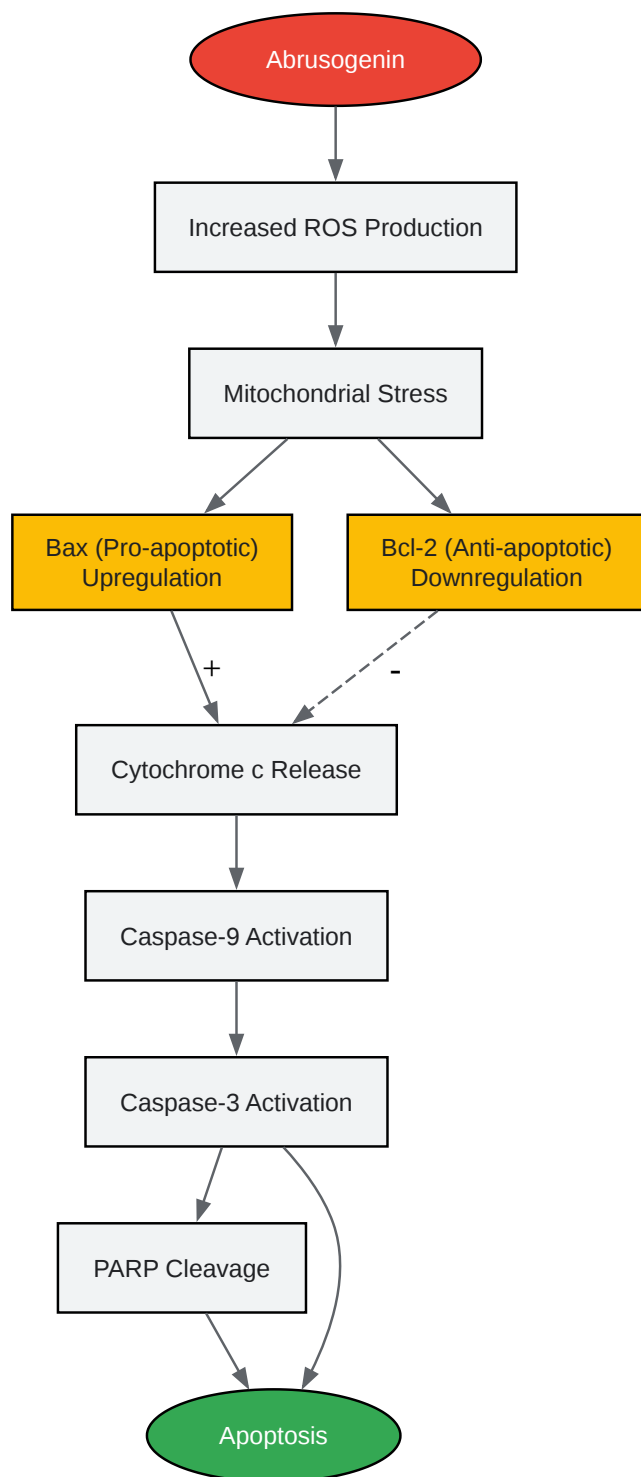 Abrusogenin
Increased ROS Production
Mitochondrial Stress
Bax (Pro-apoptotic)
Upregulation
Bcl-2 (Anti-apoptotic)
Downregulation
+
-
Cytochrome c Release
Caspase-9 Activation
Caspase-3 Activation
PARP Cleavage
Apoptosis